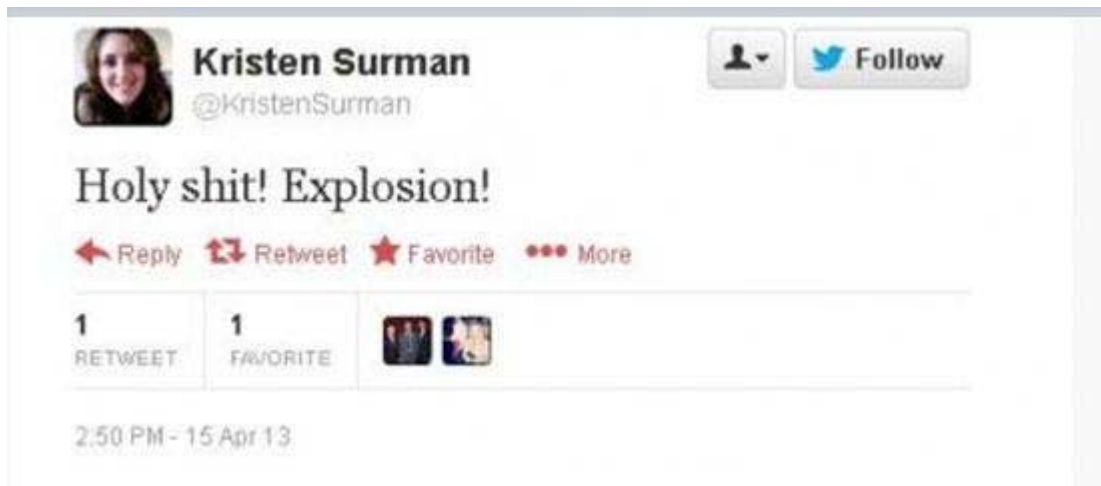 Kristen Surman
Follow
@KristenSurman
Holy shit! Explosion!
Reply Retweet Favorite More
1 1
RETWEET FAVORITE
2:50 PM - 15 Apr 13